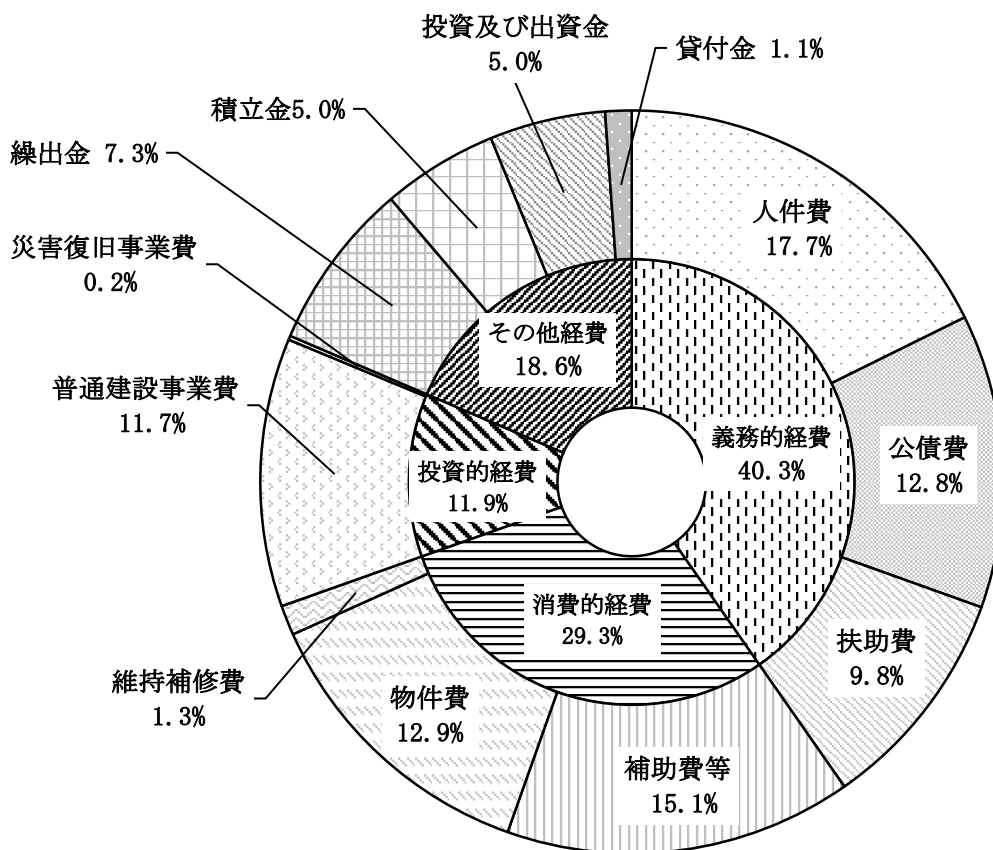 投資及び出資金
5.0%
貸付金 1.1%
積立金5.0%
繰出金 7.3%
災害復旧事業費
0.2%
普通建設事業費
11.7%
維持補修費
1.3%
人件費
17.7%
公債費
12.8%
扶助費
9.8%
補助費等
15.1%
物件費
12.9%
その他経費
18.6%
義務的経費
40.3%
投資的経費
11.9%
消費的経費
29.3%